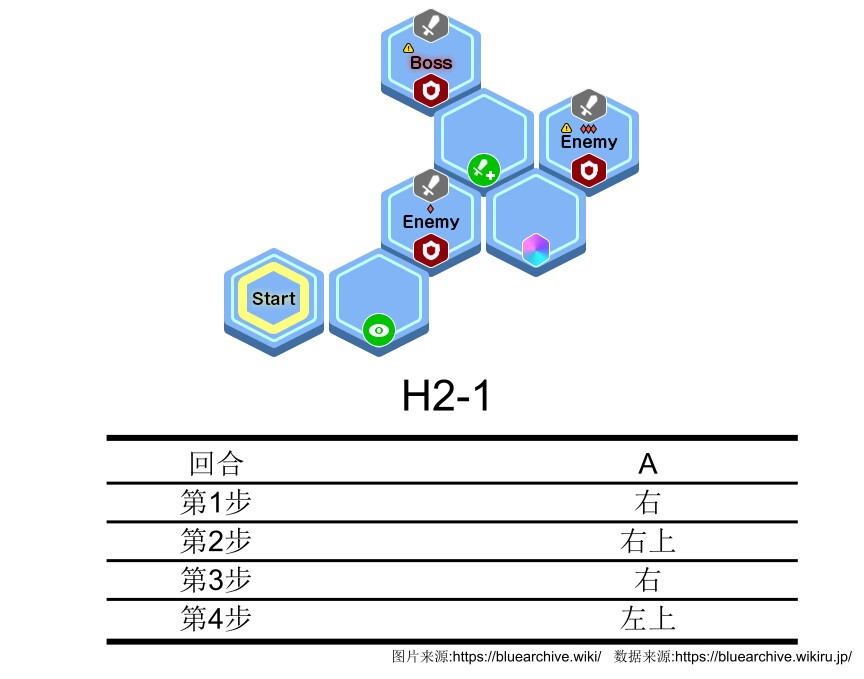 Boss
Enemy
Enemy
Start
H2-1
回合 A
第1步 右
第2步 右上
第3步 右
第4步 左上
图片来源:https://bluearchive.wiki/ 数据来源:https://bluearchive.wikiru.jp/